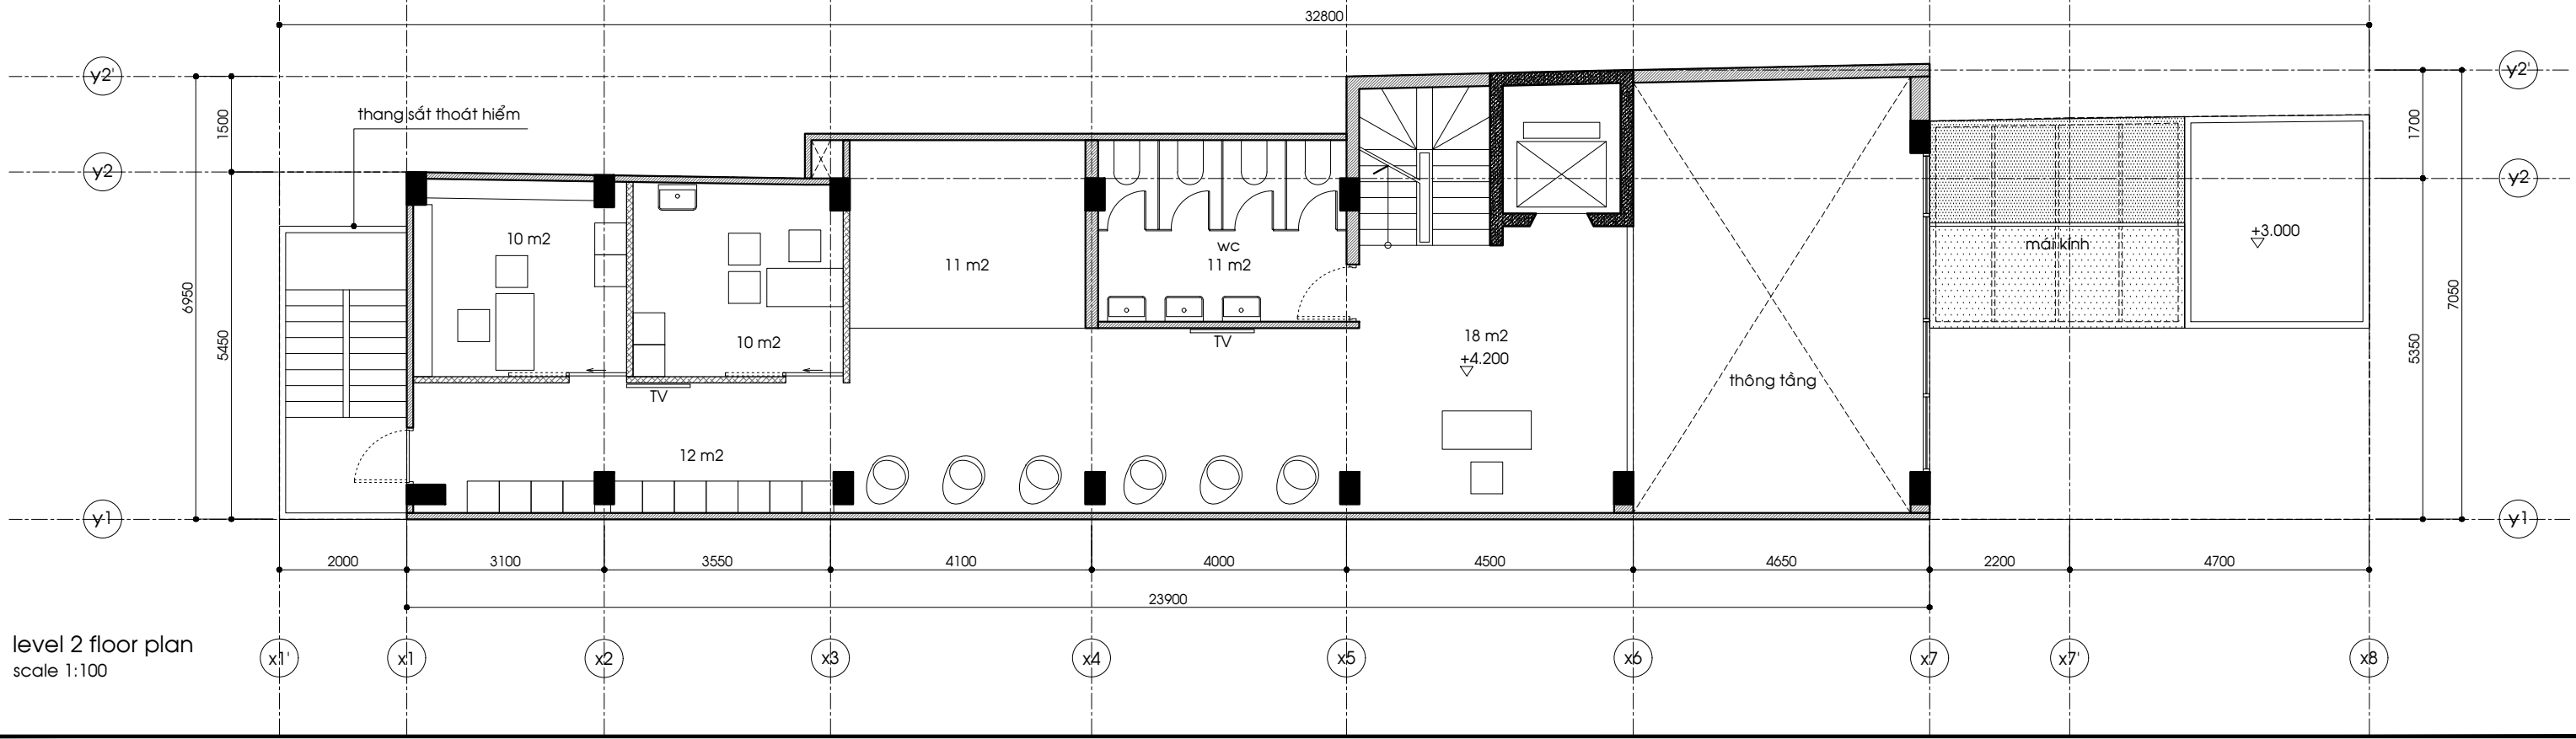 32800
y2'
y2'
thang sắt thoát hiểm
1500
1700
y2
y2
10 m2
wc
11 m2
11 m2
mái kính
+3.000
6950
5450
7050
5350
10 m2
TV
18 m2
+4.200
thông tầng
TV
12 m2
y1
y1
2000
3100
3550
4100
4000
4500
4650
2200
4700
23900
level 2 floor plan
scale 1:100
x1'
x1
x2
x3
x4
x5
x6
x7
x7'
x8